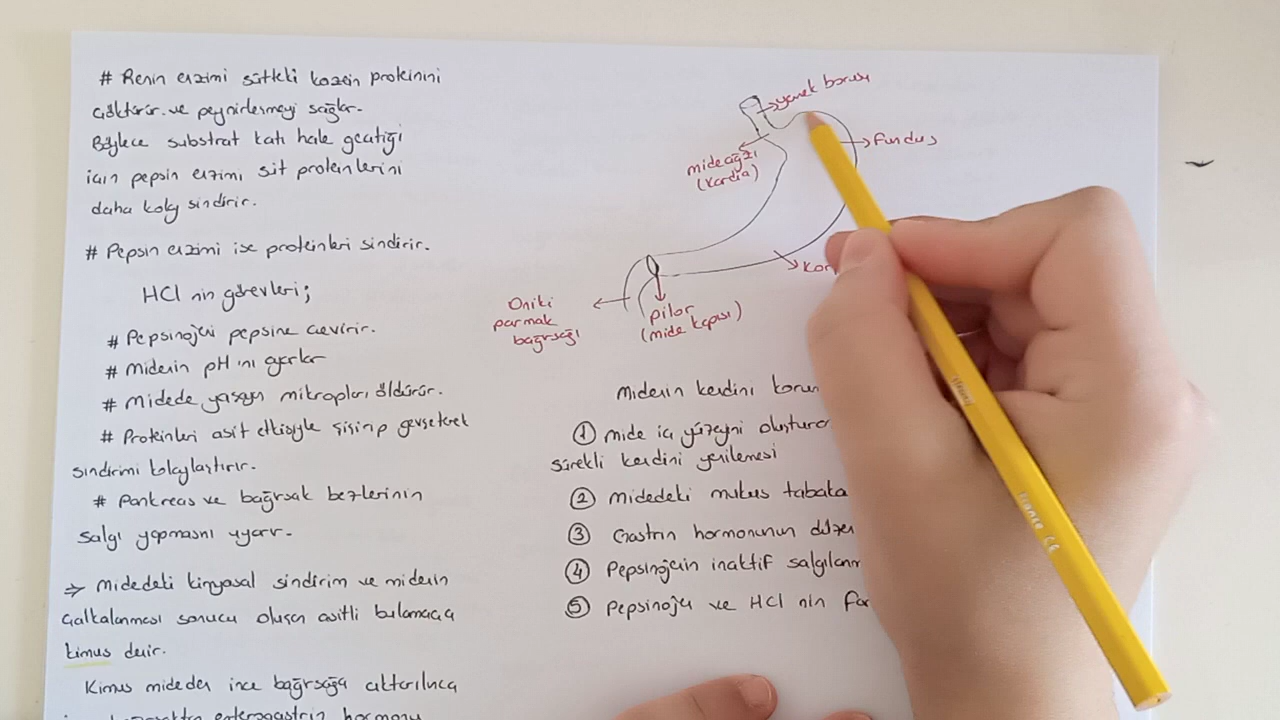 # Renin enzimi sütteki kazein proteinini
çöktürür ve peynirleşmeyi sağlar.
Böylece substrat katı hale geçtiği
için pepsin enzimi süt proteinlerini
daha kolay sindirir.
# Pepsin enzimi ise proteinleri sindirir.
HCl nin görevleri;
# Pepsinojeni pepsine çevirir.
# Midenin pH ını ayarlar
# Midede yaşayan mikropları öldürür.
# Proteinleri asit etkisiyle şişirip gevşeterek
sindirimi kolaylaştırır.
# Pankreas ve bağırsak bezlerinin
salgı yapmasını uyarır.
⇒ Midedeki kimyasal sindirim ve midenin
çalkalanması sonucu oluşan asitli bulamaca
kimus denir.
Kimus mideden ince bağırsağa aktarılınca
enterogastrin hormonu
yemek borusu
mide ağzı
(kardia)
Fundus
Kor
Oniki
parmak
bağırsağı
pilor
(mide kapısı)
Midenin kendini korun
① mide iç yüzeyini oluşturan
sürekli kendini yenilemesi
② midedeki mukus tabaka
③ Gastrin hormonunun düzen
④ Pepsinojenin inaktif salgılanm
⑤ Pepsinojen ve HCl nin far